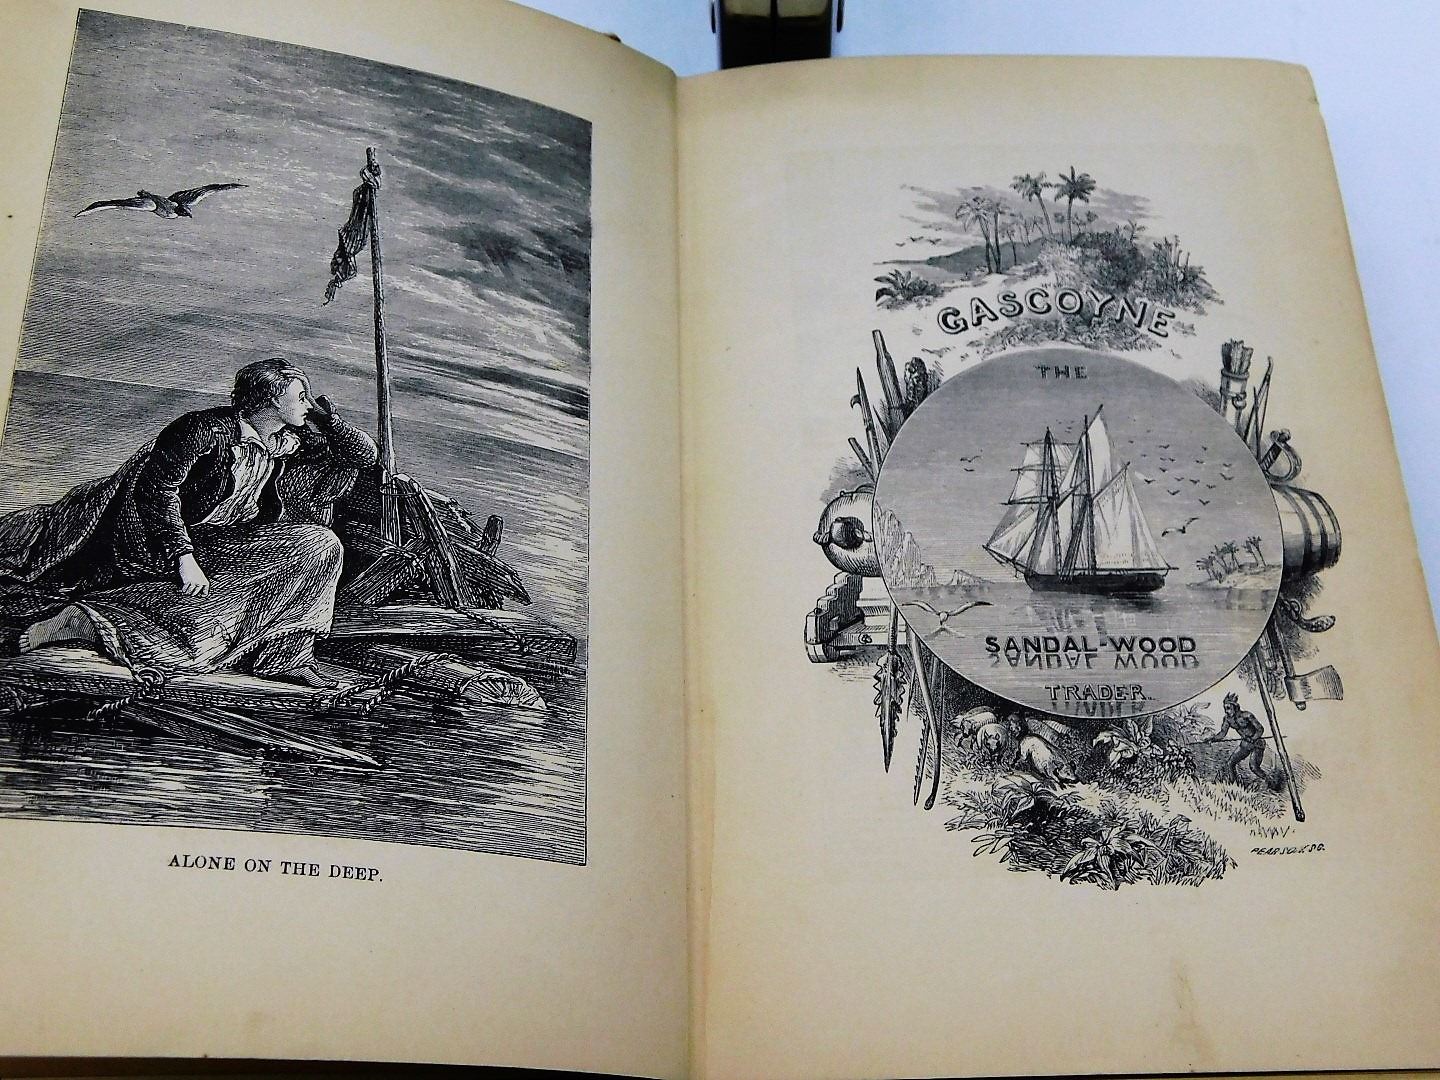 ALONE ON THE DEEP.
GASCOYNE
THE
SANDAL-WOOD
TRADER.
PEARSON. SC.